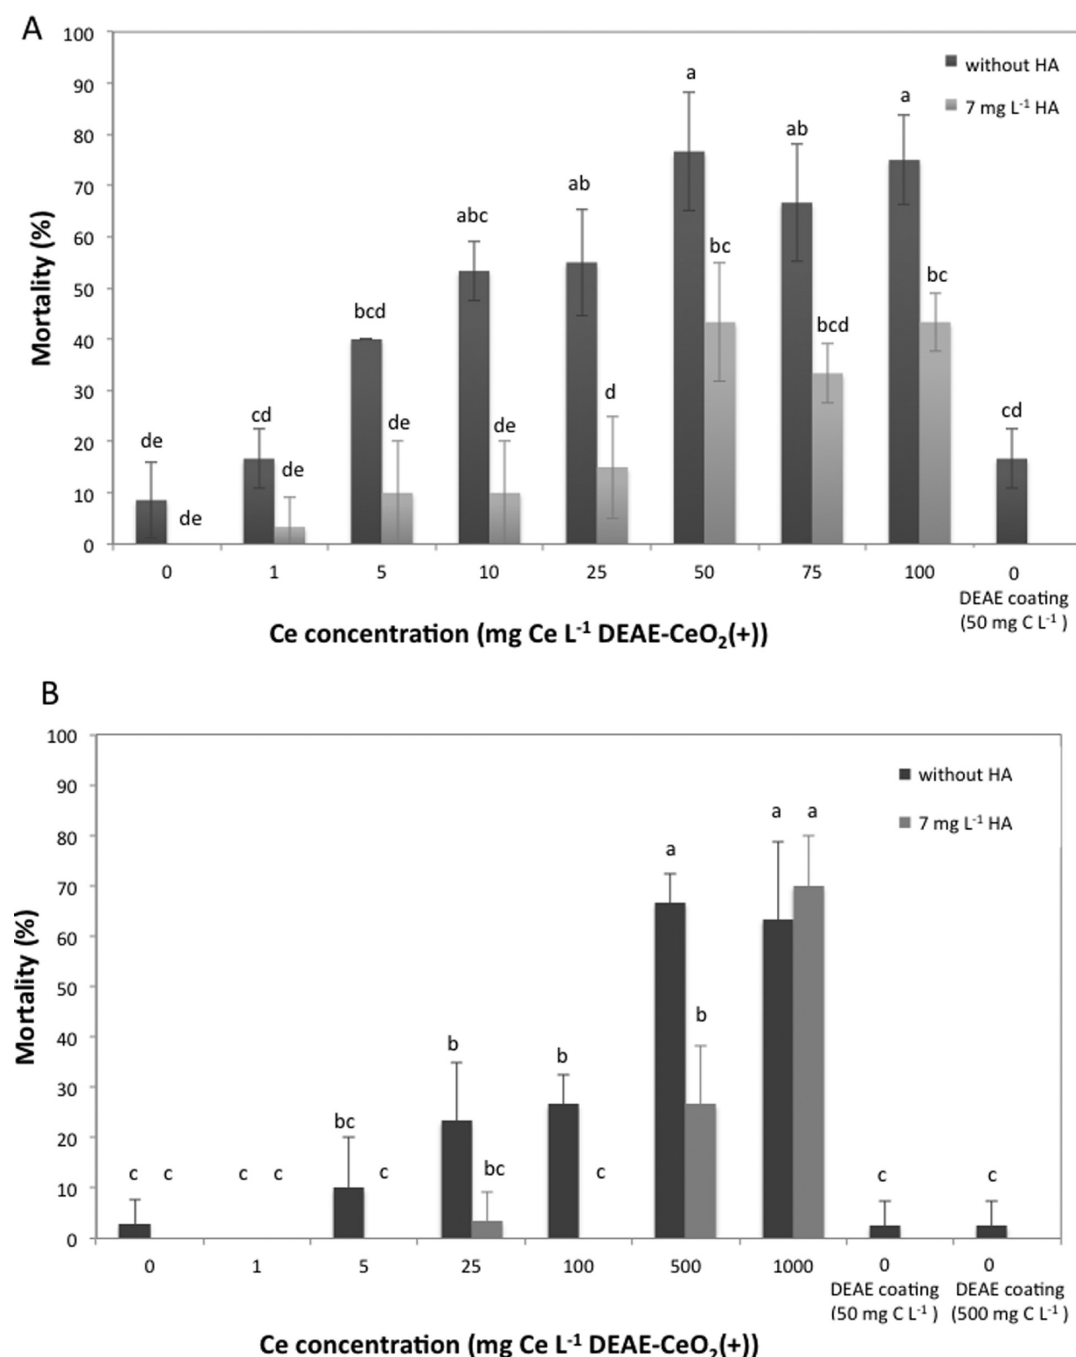 A
100
90
80
70
60
50
40
30
20
10
0
Mortality (%)
without HA
7 mg L⁻¹ HA
de
de
cd
de
bcd
de
abc
de
ab
d
a
bc
ab
bcd
a
bc
cd
0 1 5 10 25 50 75 100 0
DEAE coating
(50 mg C L⁻¹ )
Ce concentration (mg Ce L⁻¹ DEAE-CeO₂(+))
B
100
90
80
70
60
50
40
30
20
10
0
Mortality (%)
without HA
7 mg L⁻¹ HA
c c
c c
bc c
b bc
b c
a b
a a
c
c
0 1 5 25 100 500 1000 0 0
DEAE coating DEAE coating
(50 mg C L⁻¹ ) (500 mg C L⁻¹ )
Ce concentration (mg Ce L⁻¹ DEAE-CeO₂(+))